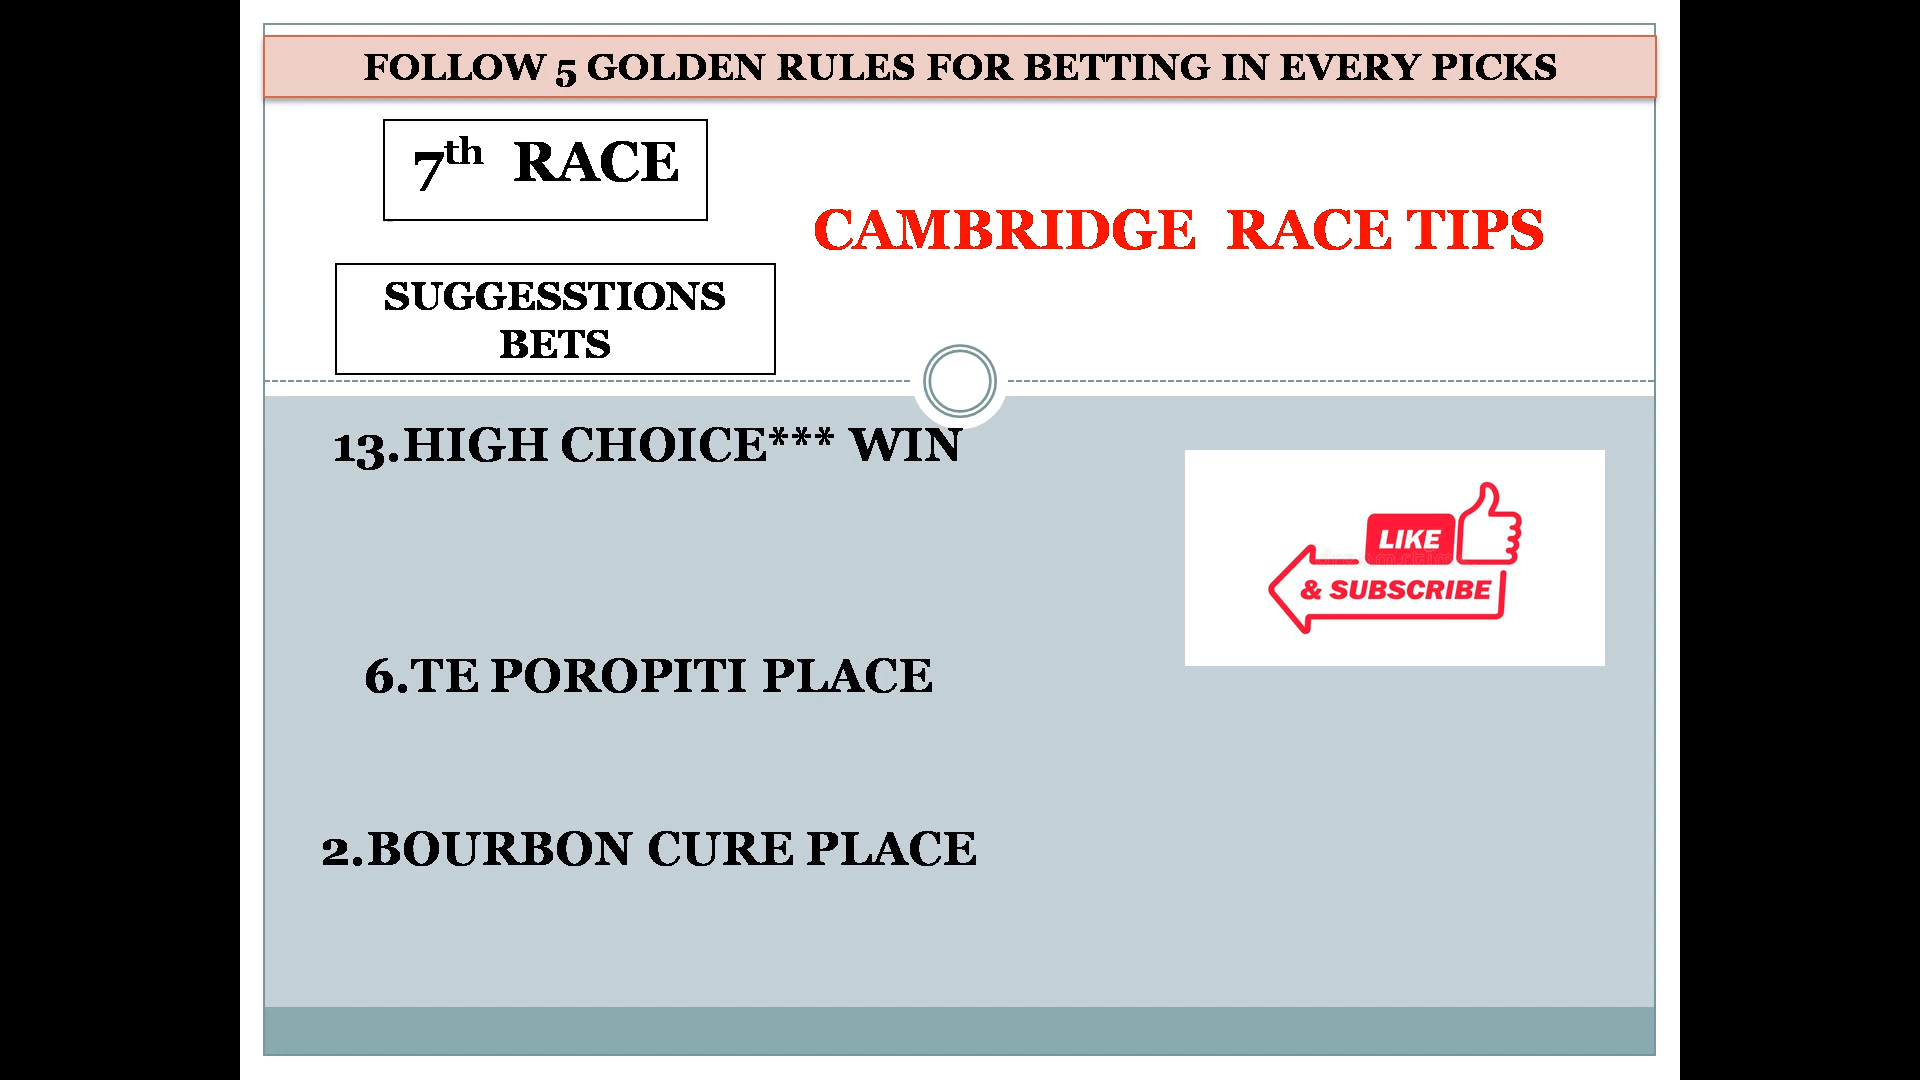 FOLLOW 5 GOLDEN RULES FOR BETTING IN EVERY PICKS
7th RACE
CAMBRIDGE RACE TIPS
SUGGESSTIONS
BETS
13.HIGH CHOICE*** WIN
LIKE
& SUBSCRIBE
6.TE POROPITI PLACE
2.BOURBON CURE PLACE